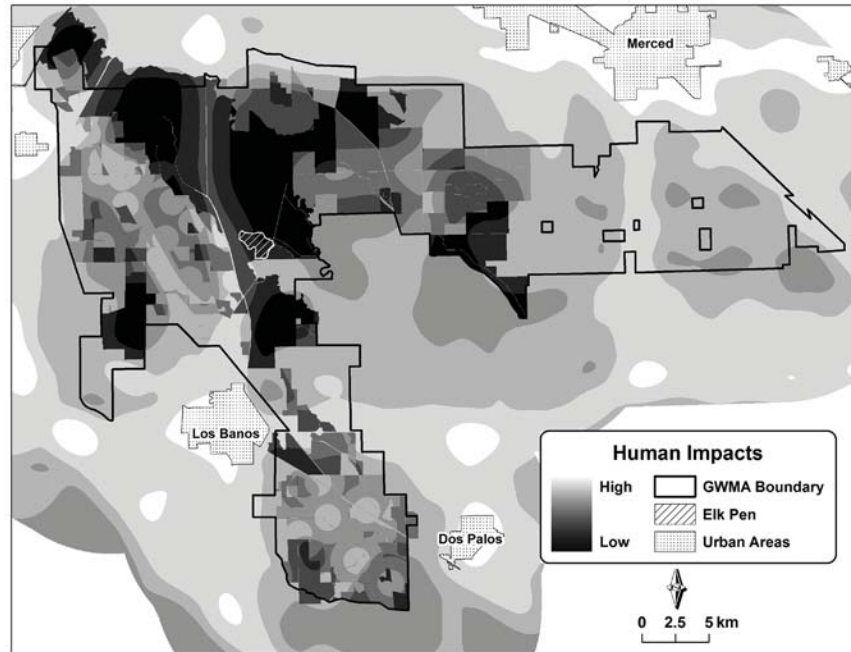 Merced
Los Banos
Dos Palos
Human Impacts
High
Low
GWMA Boundary
Elk Pen
Urban Areas
0 2.5 5 km